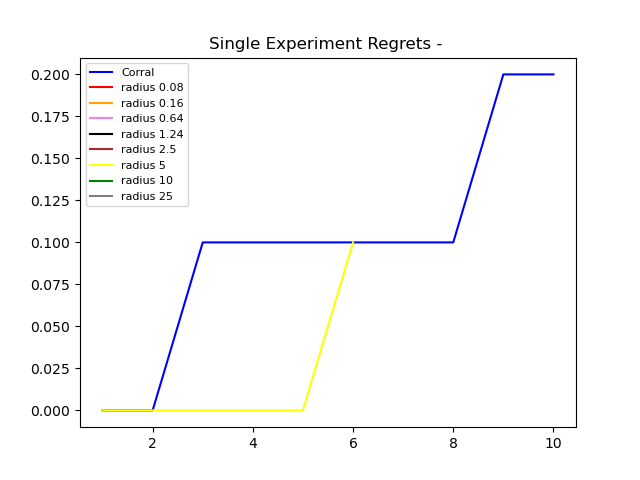 Single Experiment Regrets -
Corral
radius 0.08
radius 0.16
radius 0.64
radius 1.24
radius 2.5
radius 5
radius 10
radius 25
0.200
0.175
0.150
0.125
0.100
0.075
0.050
0.025
0.000
2 4 6 8 10